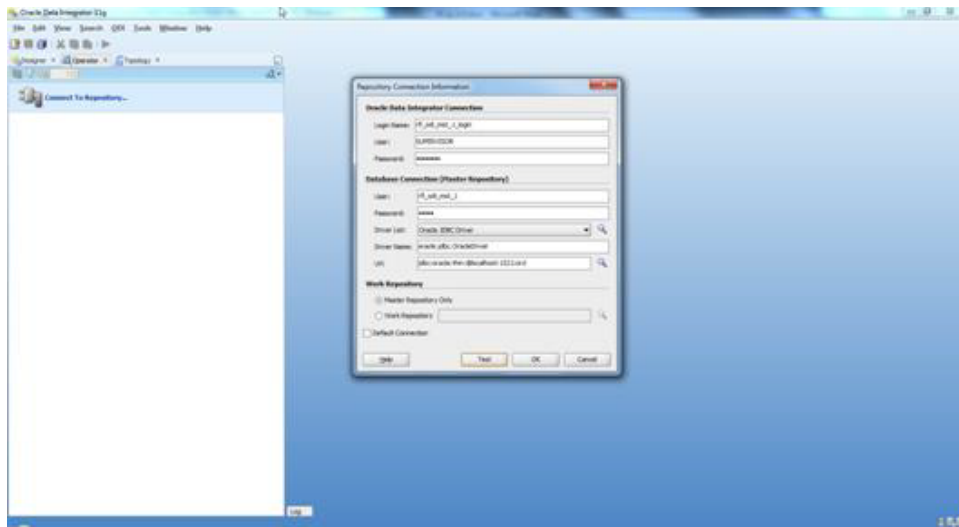 Oracle Data Integrator 11g
File Edit View Search ODI Tools Window Help
Designer Operator Topology
Connect To Repository...
Repository Connection Information
Oracle Data Integrator Connection
Login Name:
User: SUPERVISOR
Password:
Database Connection (Master Repository)
User:
Password:
Driver List: Oracle JDBC Driver
Driver Name: oracle.jdbc.OracleDriver
Url:
Work Repository
Master Repository Only
Work Repository
Default Connection
Help Test OK Cancel
Log